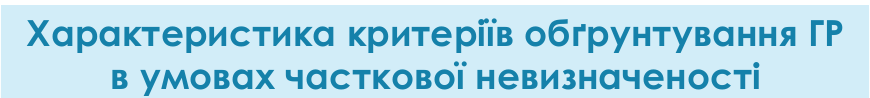 Характеристика критеріїв обґрунтування ГР
в умовах часткової невизначеності